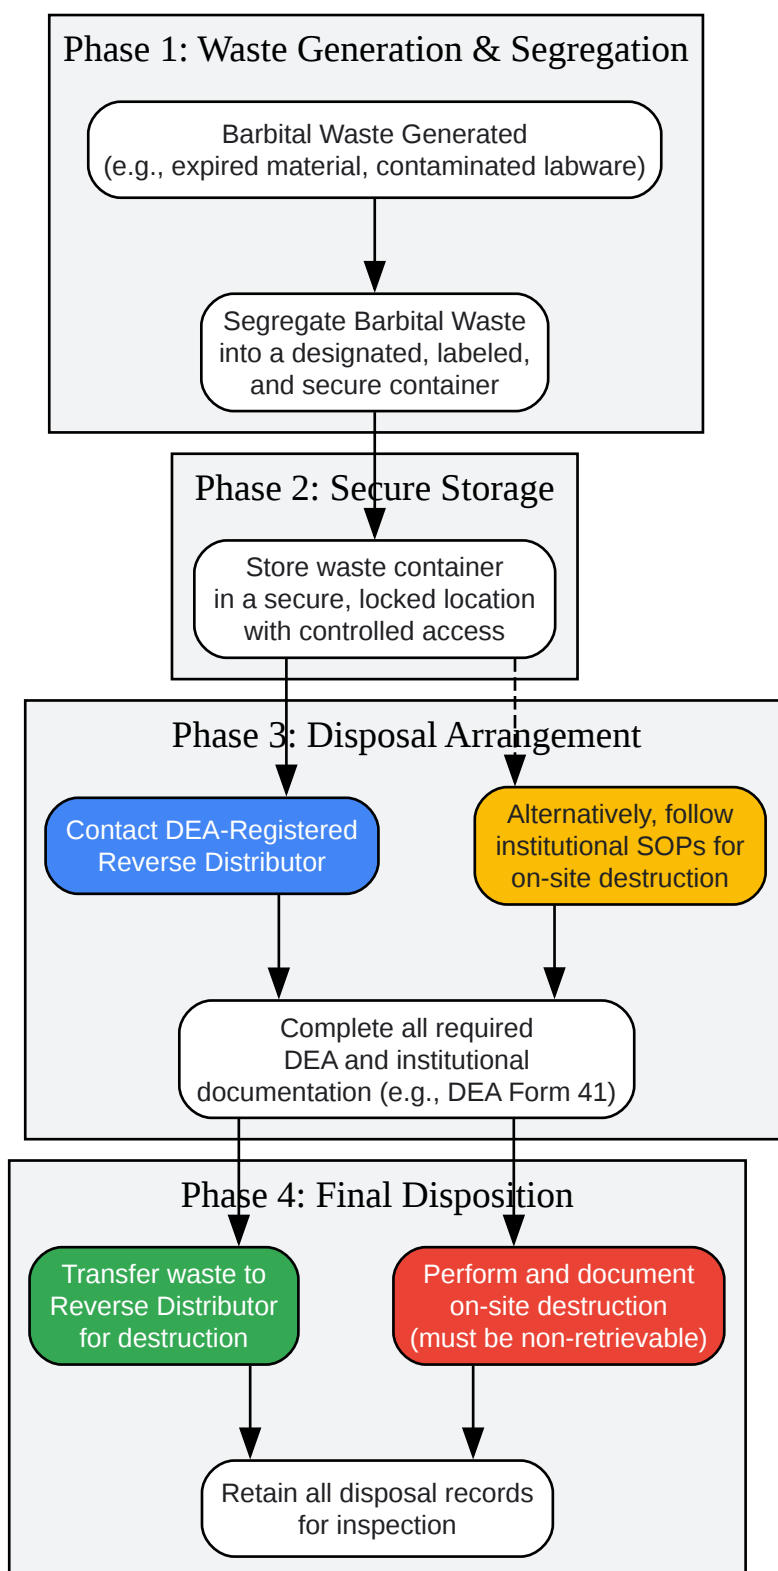 Phase 1: Waste Generation & Segregation
Barbital Waste Generated
(e.g., expired material, contaminated labware)
Segregate Barbital Waste
into a designated, labeled,
and secure container
Phase 2: Secure Storage
Store waste container
in a secure, locked location
with controlled access
Phase 3: Disposal Arrangement
Contact DEA-Registered
Reverse Distributor
Alternatively, follow
institutional SOPs for
on-site destruction
Complete all required
DEA and institutional
documentation (e.g., DEA Form 41)
Phase 4: Final Disposition
Transfer waste to
Reverse Distributor
for destruction
Perform and document
on-site destruction
(must be non-retrievable)
Retain all disposal records
for inspection